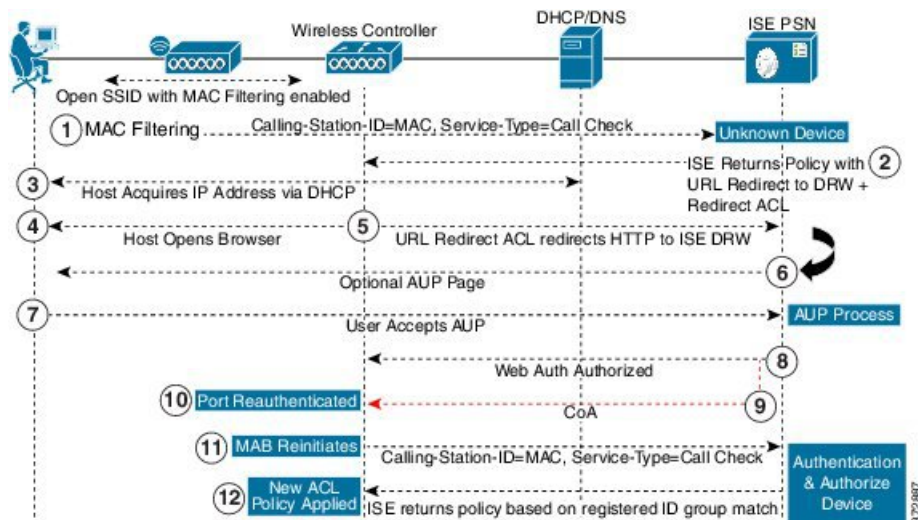 DHCP/DNS
ISE PSN
Wireless Controller
Open SSID with MAC Filtering enabled
1 MAC Filtering
Calling-Station-ID=MAC, Service-Type=Call Check
Unknown Device
ISE Returns Policy with
URL Redirect to DRW +
Redirect ACL
2
3
Host Acquires IP Address via DHCP
4
Host Opens Browser
5
URL Redirect ACL redirects HTTP to ISE DRW
6
Optional AUP Page
7
User Accepts AUP
AUP Process
8
Web Auth Authorized
9
10 Port Reauthenticated
CoA
11 MAB Reinitiates
Calling-Station-ID=MAC, Service-Type=Call Check
Authentication
& Authorize
Device
12 New ACL
Policy Applied
ISE returns policy based on registered ID group match